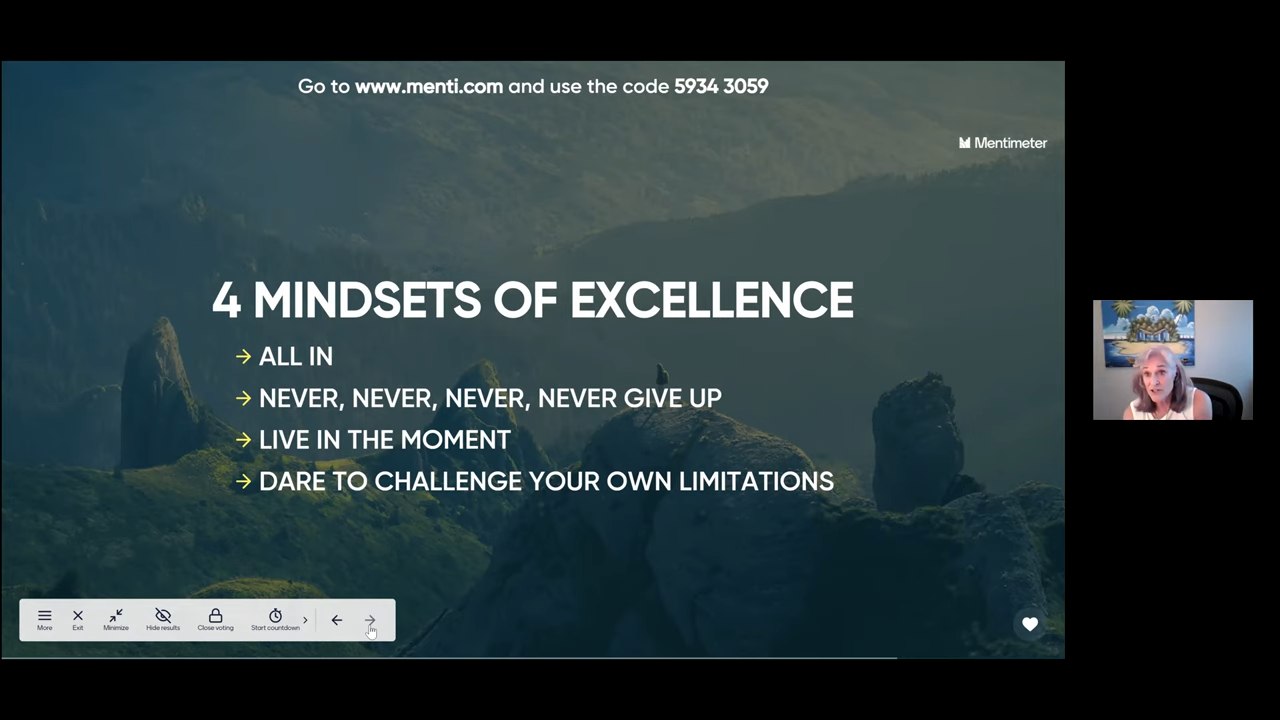 Go to www.menti.com and use the code 5934 3059
Mentimeter
4 MINDSETS OF EXCELLENCE
→ ALL IN
→ NEVER, NEVER, NEVER, NEVER GIVE UP
→ LIVE IN THE MOMENT
→ DARE TO CHALLENGE YOUR OWN LIMITATIONS
More Exit Minimize Hide results Close voting Start countdown